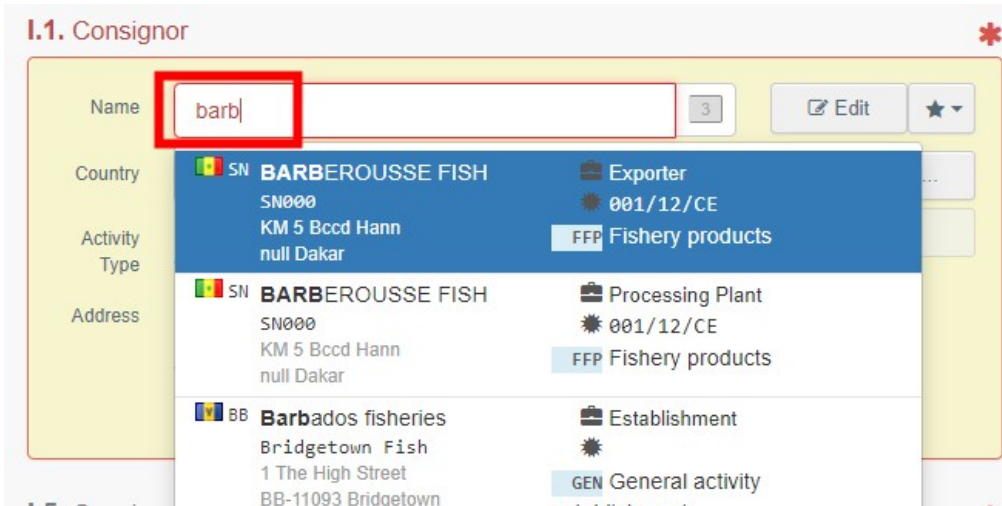 I.1. Consignor *
Name barb 3 Edit
Country ...
SN BARBEROUSSE FISH Exporter
SN000 001/12/CE
KM 5 Bccd Hann FFP Fishery products
null Dakar
Activity
Type
SN BARBEROUSSE FISH Processing Plant
SN000 001/12/CE
KM 5 Bccd Hann FFP Fishery products
null Dakar
Address
BB Barbados fisheries Establishment
Bridgetown Fish
1 The High Street GEN General activity
BB-11093 Bridgetown